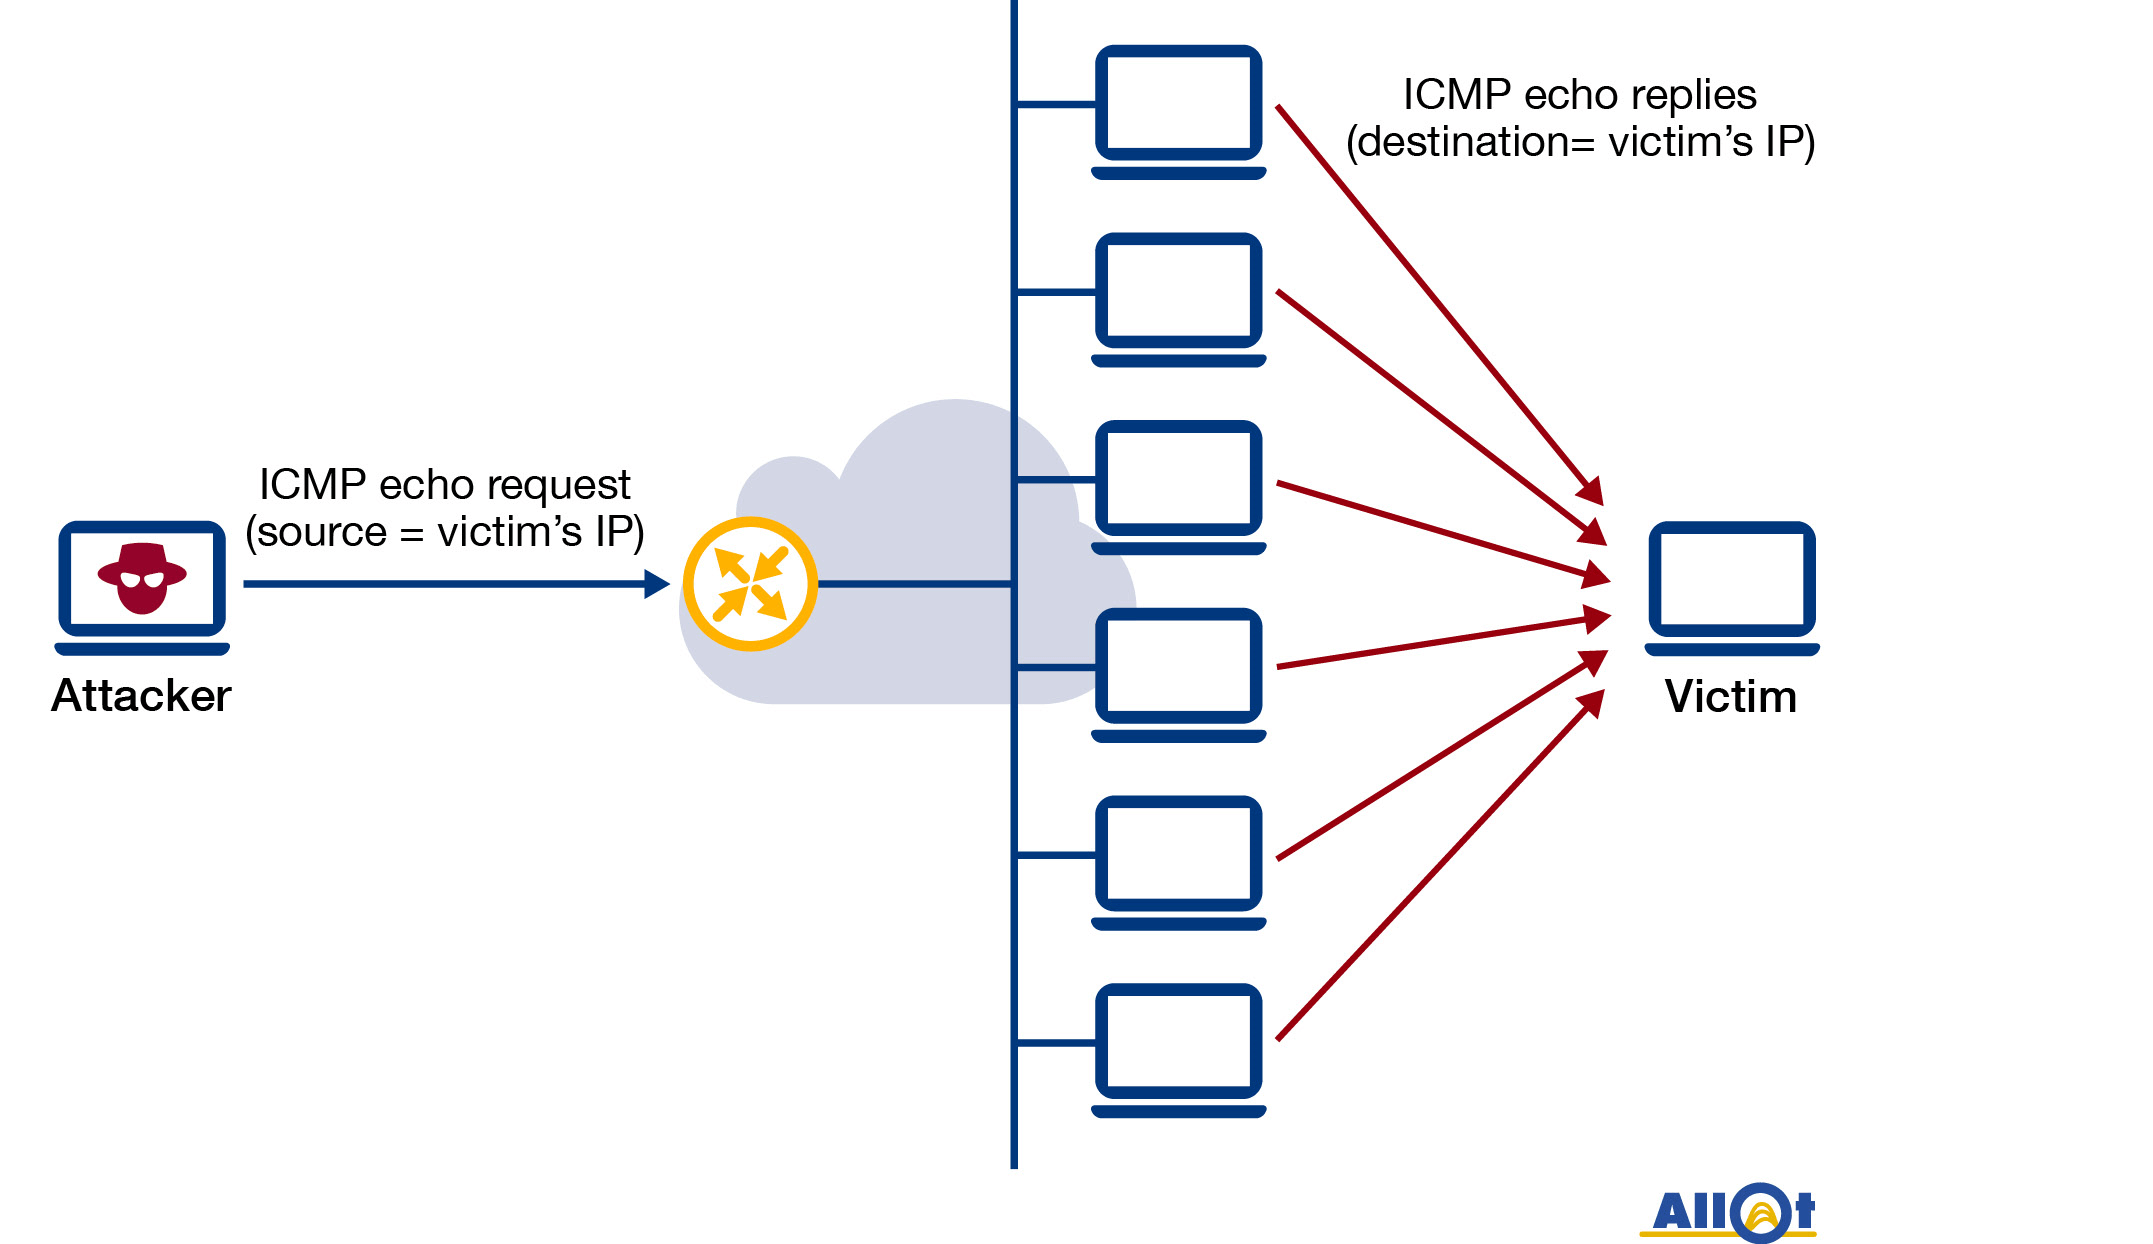 ICMP echo replies
(destination= victim’s IP)
ICMP echo request
(source = victim’s IP)
Attacker
Victim
Allot